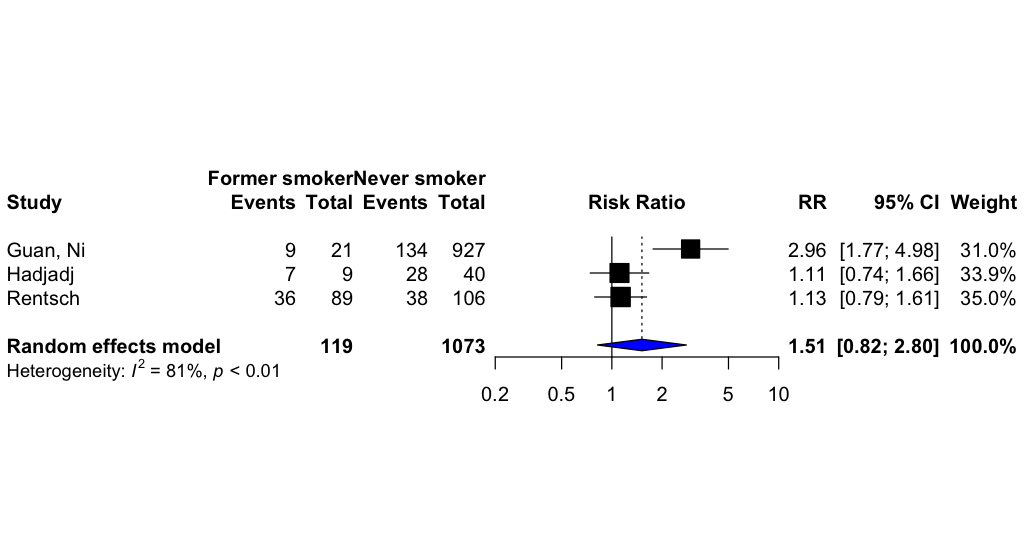 Former smokerNever smoker
Study Events Total Events Total Risk Ratio RR 95% CI Weight
Guan, Ni 9 21 134 927 2.96 [1.77; 4.98] 31.0%
Hadjadj 7 9 28 40 1.11 [0.74; 1.66] 33.9%
Rentsch 36 89 38 106 1.13 [0.79; 1.61] 35.0%
Random effects model 119 1073 1.51 [0.82; 2.80] 100.0%
Heterogeneity: I² = 81%, p < 0.01
0.2 0.5 1 2 5 10